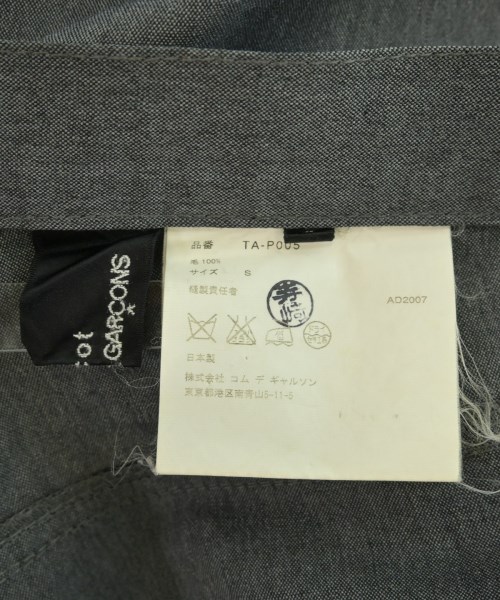 cot
GARÇONS
品番 TA-P005
毛 100%
サイズ S
縫製責任者
AD2007
日本製
株式会社 コム デ ギャルソン
東京都港区南青山5-11-5